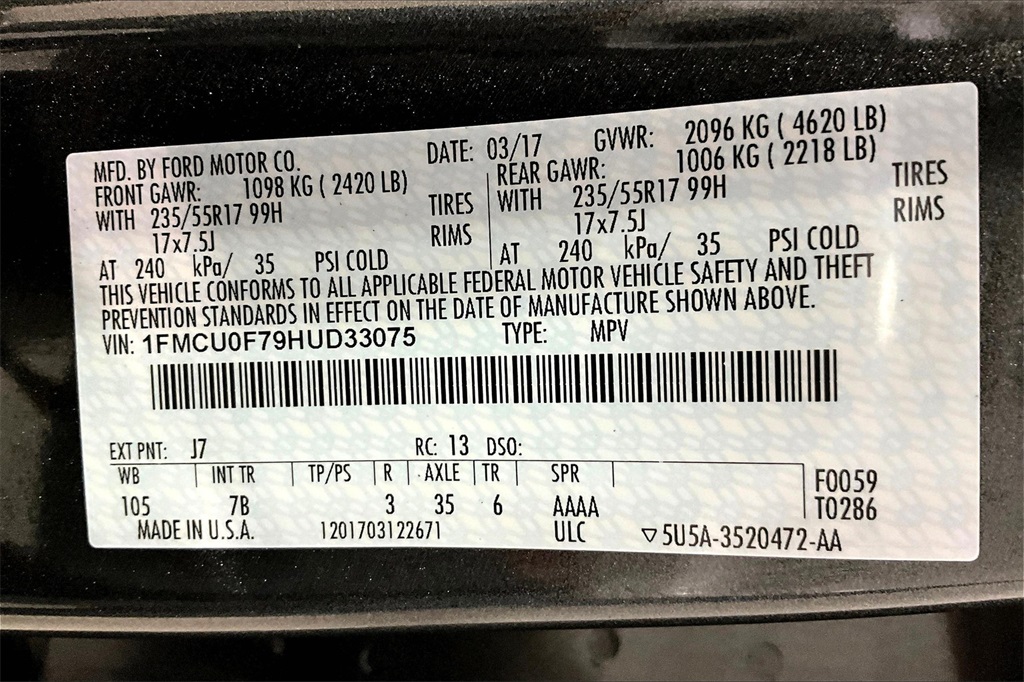 MFD. BY FORD MOTOR CO. DATE: 03/17 GVWR: 2096 KG ( 4620 LB)
FRONT GAWR: 1098 KG ( 2420 LB) REAR GAWR: 1006 KG ( 2218 LB)
WITH 235/55R17 99H TIRES WITH 235/55R17 99H TIRES
17x7.5J RIMS 17x7.5J RIMS
AT 240 kPa/ 35 PSI COLD AT 240 kPa/ 35 PSI COLD
THIS VEHICLE CONFORMS TO ALL APPLICABLE FEDERAL MOTOR VEHICLE SAFETY AND THEFT
PREVENTION STANDARDS IN EFFECT ON THE DATE OF MANUFACTURE SHOWN ABOVE.
VIN: 1FMCU0F79HUD33075 TYPE: MPV
EXT PNT: J7 RC: 13 DSO:
WB INT TR TP/PS R AXLE TR SPR F0059
105 7B 3 35 6 AAAA T0286
MADE IN U.S.A. 1201703122671 ULC ▽5U5A-3520472-AA